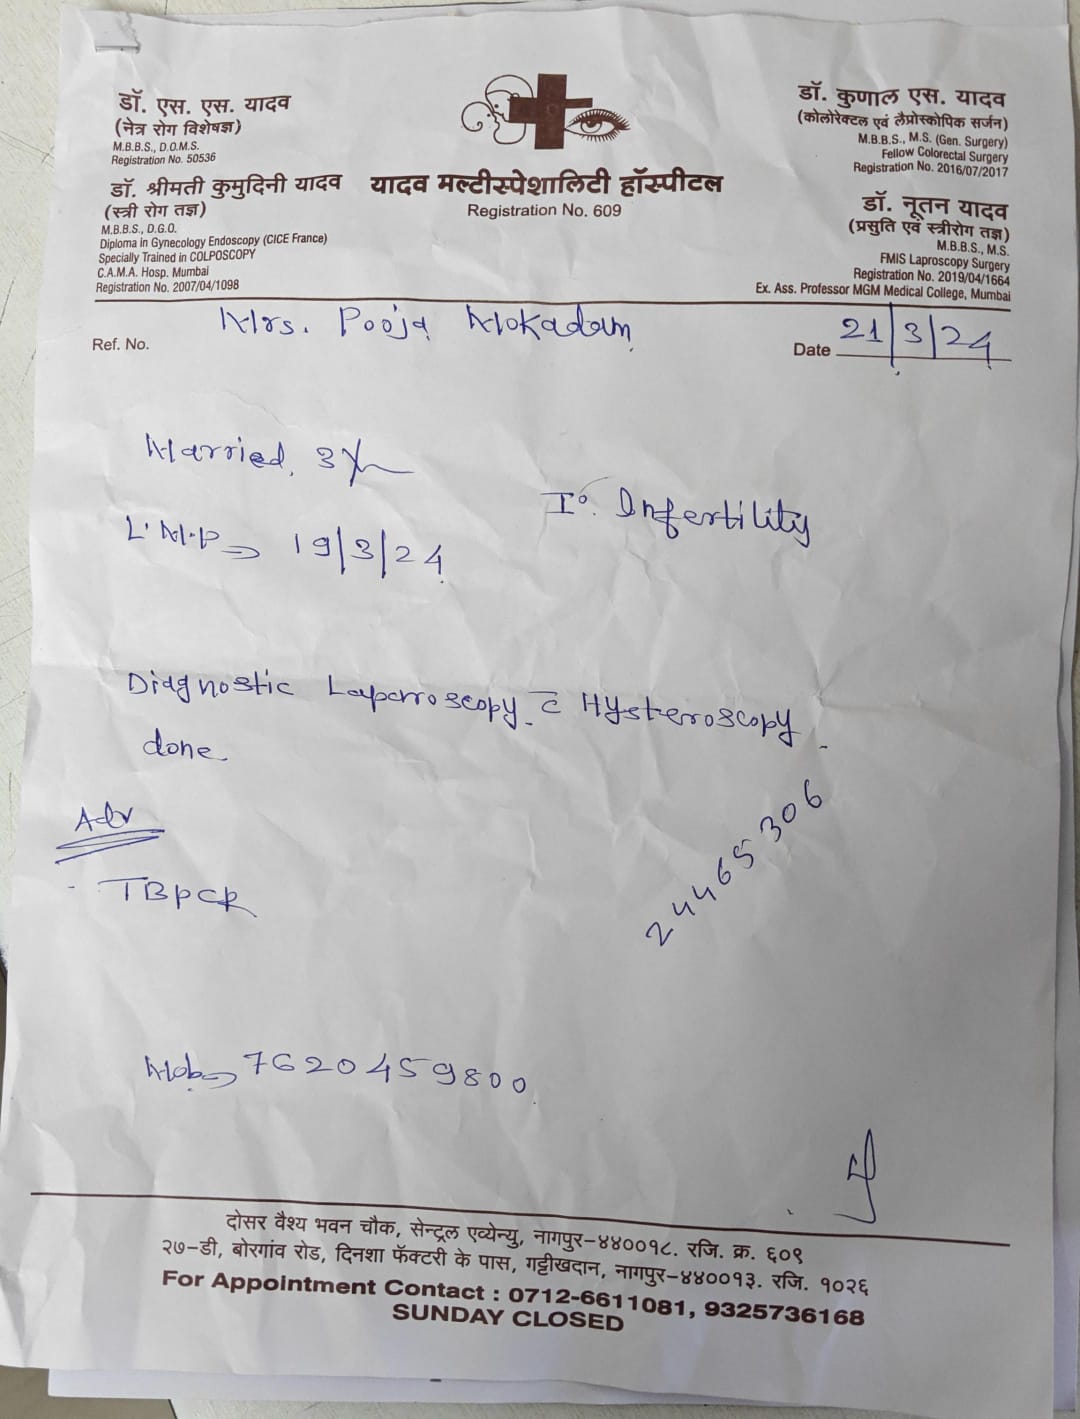 डॉ. एस. एस. यादव
(नेत्र रोग विशेषज्ञ)
M.B.B.S., D.O.M.S.
Registration No. 50536
डॉ. श्रीमती कुमुदिनी यादव
(स्त्री रोग तज्ञ)
M.B.B.S., D.G.O.
Diploma in Gynecology Endoscopy (CICE France)
Specially Trained in COLPOSCOPY
C.A.M.A. Hosp. Mumbai
Registration No. 2007/04/1098
यादव मल्टीस्पेशालिटी हॉस्पीटल
Registration No. 609
डॉ. कुणाल एस. यादव
(कोलोरेक्टल एवं लॅप्रोस्कोपिक सर्जन)
M.B.B.S., M.S. (Gen. Surgery)
Fellow Colorectal Surgery
Registration No. 2016/07/2017
डॉ. नूतन यादव
(प्रसुति एवं स्त्रीरोग तज्ञ)
M.B.B.S., M.S.
FMIS Laproscopy Surgery
Registration No. 2019/04/1664
Ex. Ass. Professor MGM Medical College, Mumbai
Mrs. Pooja Mokadam
Ref. No.
Date 21/3/24
Married, 3
I°. Infertility
L.M.P → 19/3/24
Diagnostic Laparroscopy c̄ Hysteroscopy
done
Adv
- TBPCR
24465306
Mob → 7620459800
दोसर वैश्य भवन चौक, सेन्ट्रल एव्येन्यु, नागपुर-४४००१८. रजि. क्र. ६०९
२७-डी, बोरगांव रोड, दिनशा फॅक्टरी के पास, गट्टीखदान, नागपुर-४४००१३. रजि. १०२६
For Appointment Contact : 0712-6611081, 9325736168
SUNDAY CLOSED